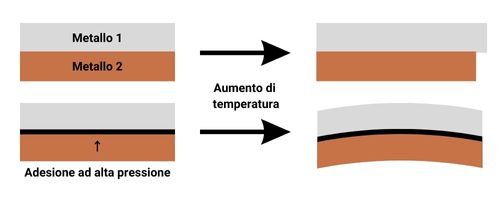 Metallo 1
Metallo 2
Aumento di
temperatura
↑
Adesione ad alta pressione